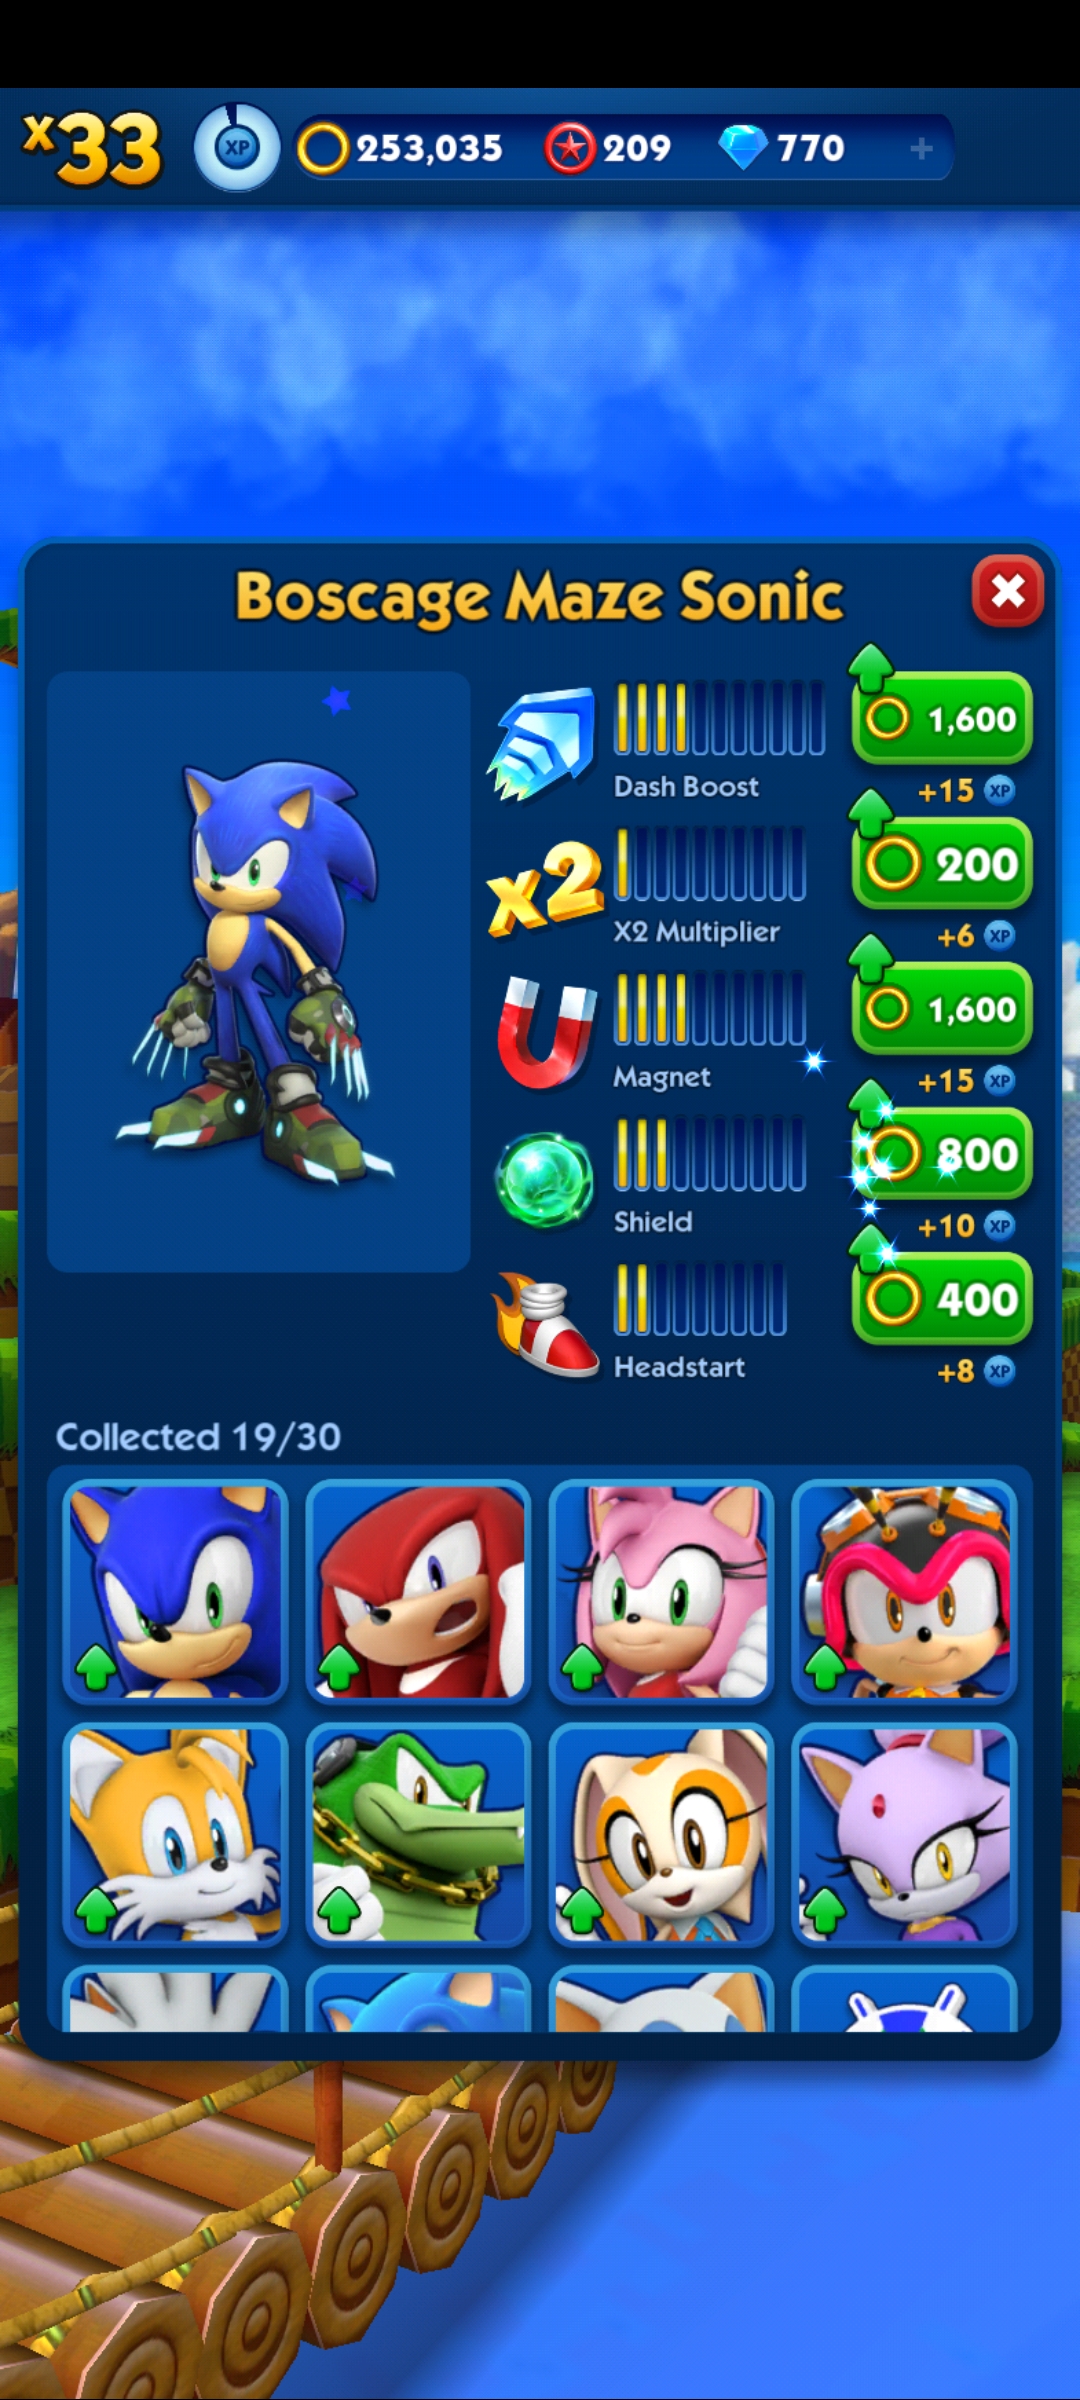 x33 XP 253,035 209 770 +
Boscage Maze Sonic
1,600
Dash Boost
+15 XP
x2
200
X2 Multiplier
+6 XP
1,600
Magnet
+15 XP
800
Shield
+10 XP
400
Headstart
+8 XP
Collected 19/30